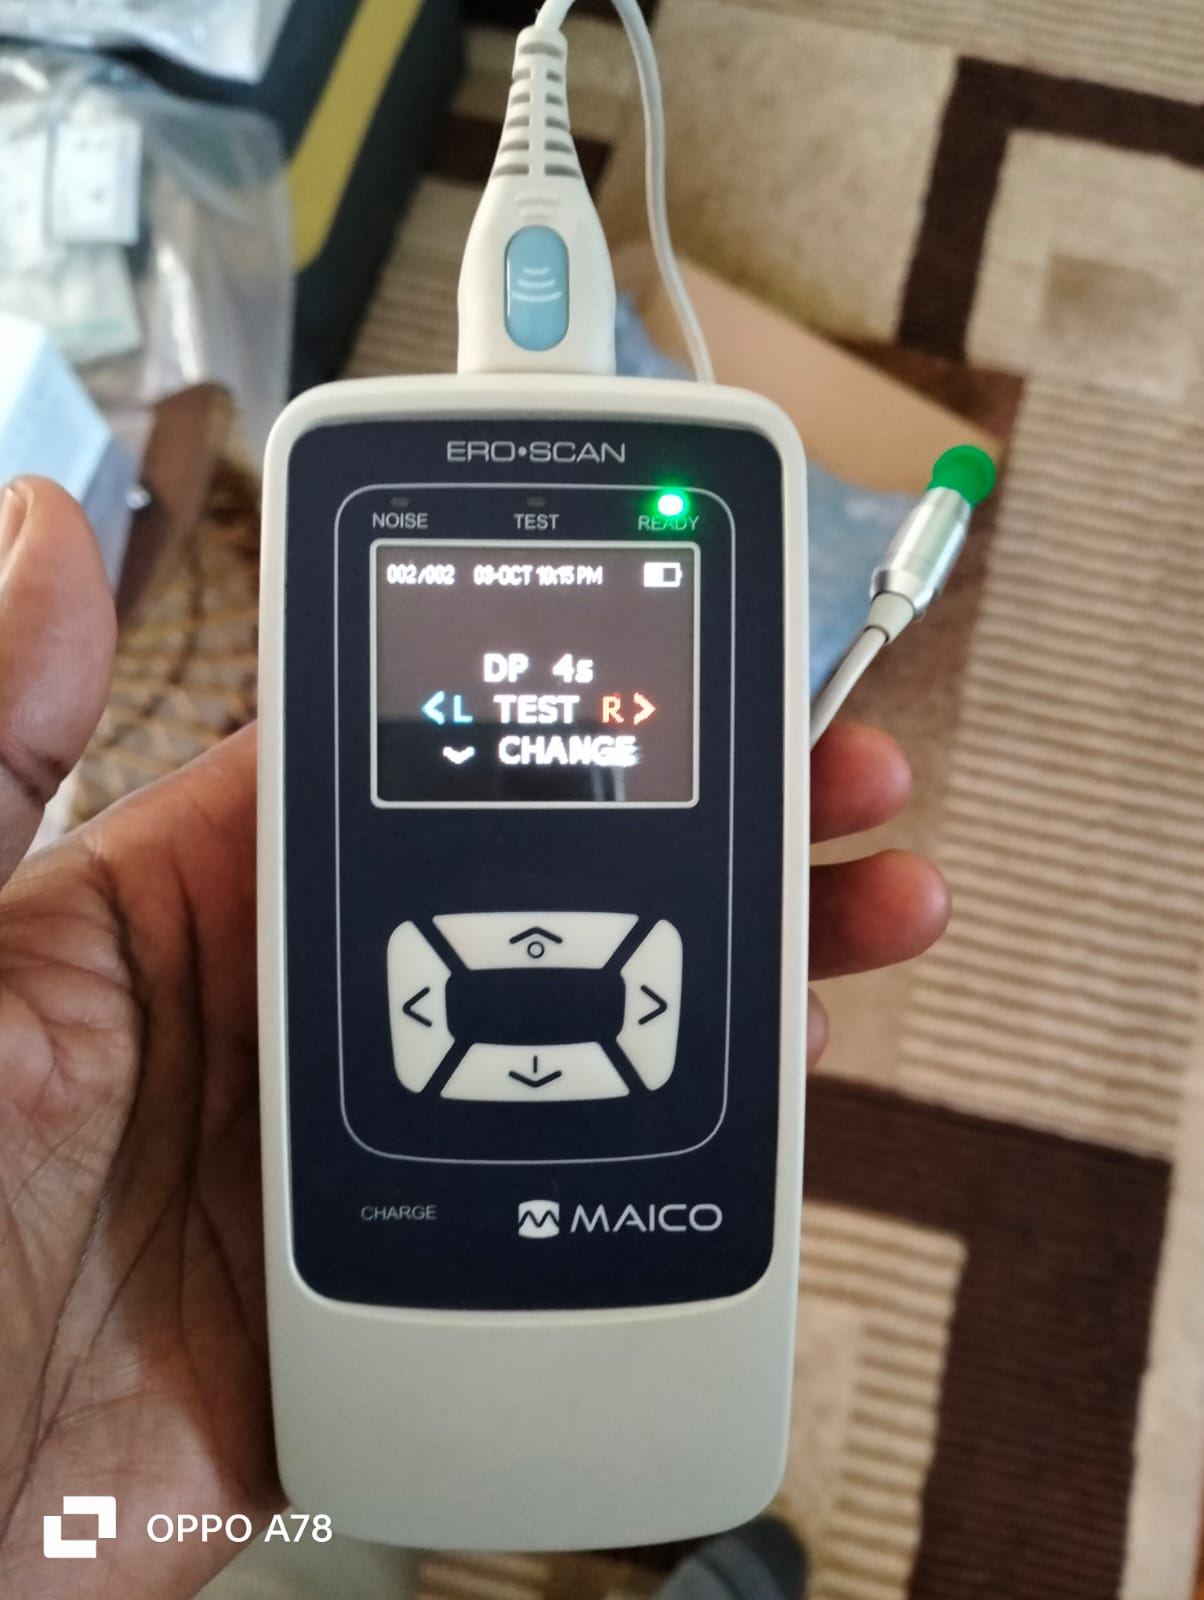 ERO•SCAN
NOISE TEST READY
002/002 03-OCT 10:15 PM
DP 4s
< L TEST R >
CHANGE
CHARGE MAICO
OPPO A78